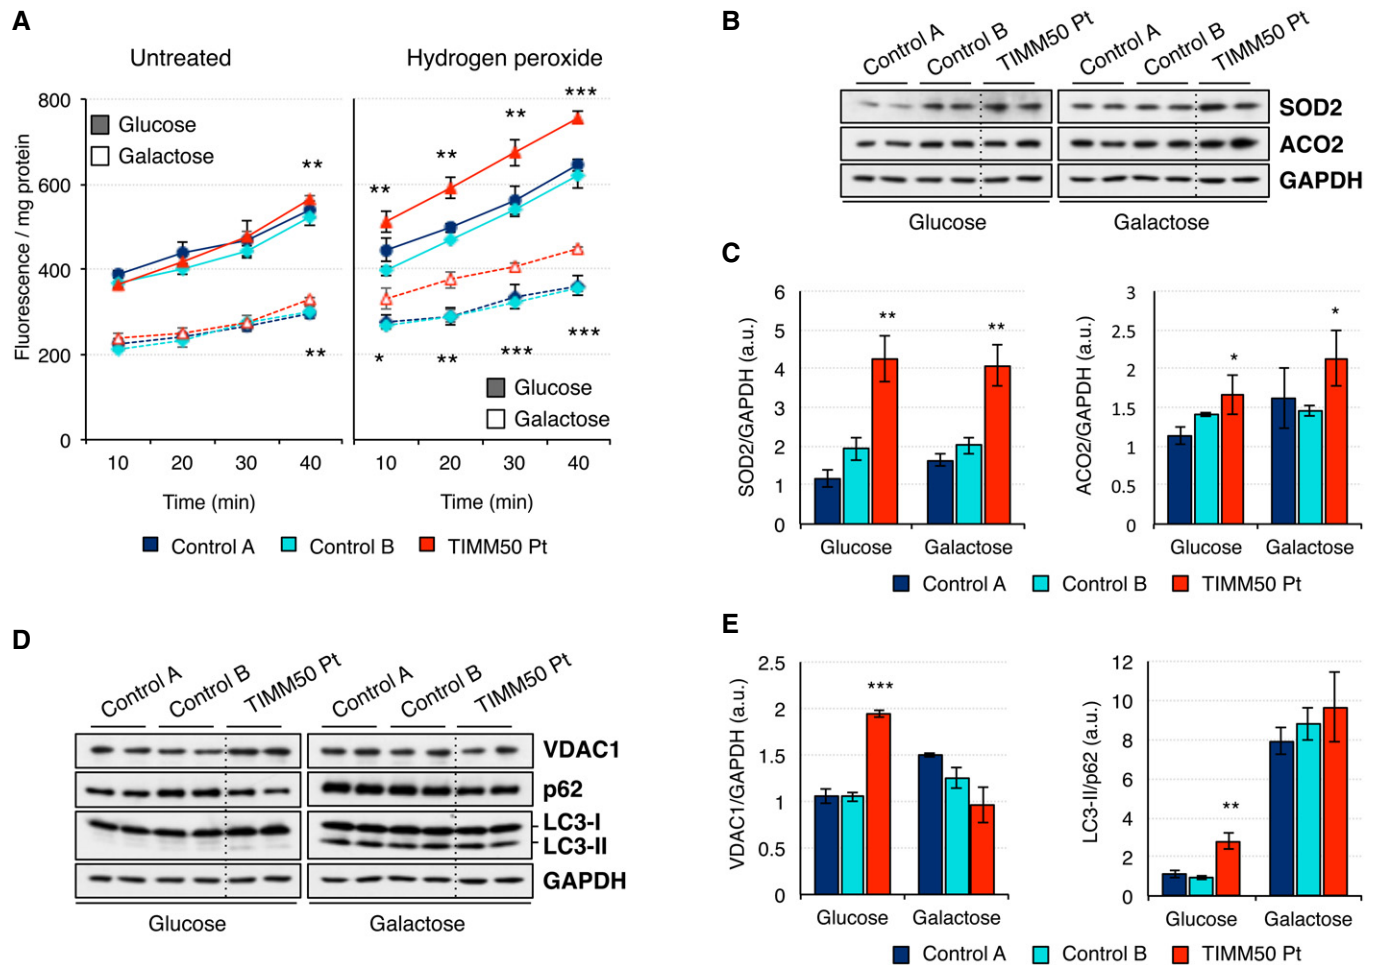 A
Untreated
Hydrogen peroxide
Fluorescence / mg protein
800
600
400
200
0
Glucose
Galactose
**
**
**
**
**
***
*
**
***
***
Glucose
Galactose
10 20 30 40
10 20 30 40
Time (min)
Time (min)
Control A Control B TIMM50 Pt
B
Control A Control B TIMM50 Pt Control A Control B TIMM50 Pt
SOD2
ACO2
GAPDH
Glucose Galactose
C
SOD2/GAPDH (a.u.)
6
5
4
3
2
1
0
**
**
Glucose Galactose
ACO2/GAPDH (a.u.)
3
2.5
2
1.5
1
0.5
0
*
*
Glucose Galactose
Control A Control B TIMM50 Pt
D
Control A Control B TIMM50 Pt Control A Control B TIMM50 Pt
VDAC1
p62
LC3-I
LC3-II
GAPDH
Glucose Galactose
E
VDAC1/GAPDH (a.u.)
2.5
2
1.5
1
0.5
0
***
Glucose Galactose
LC3-II/p62 (a.u.)
12
10
8
6
4
2
0
**
Glucose Galactose
Control A Control B TIMM50 Pt